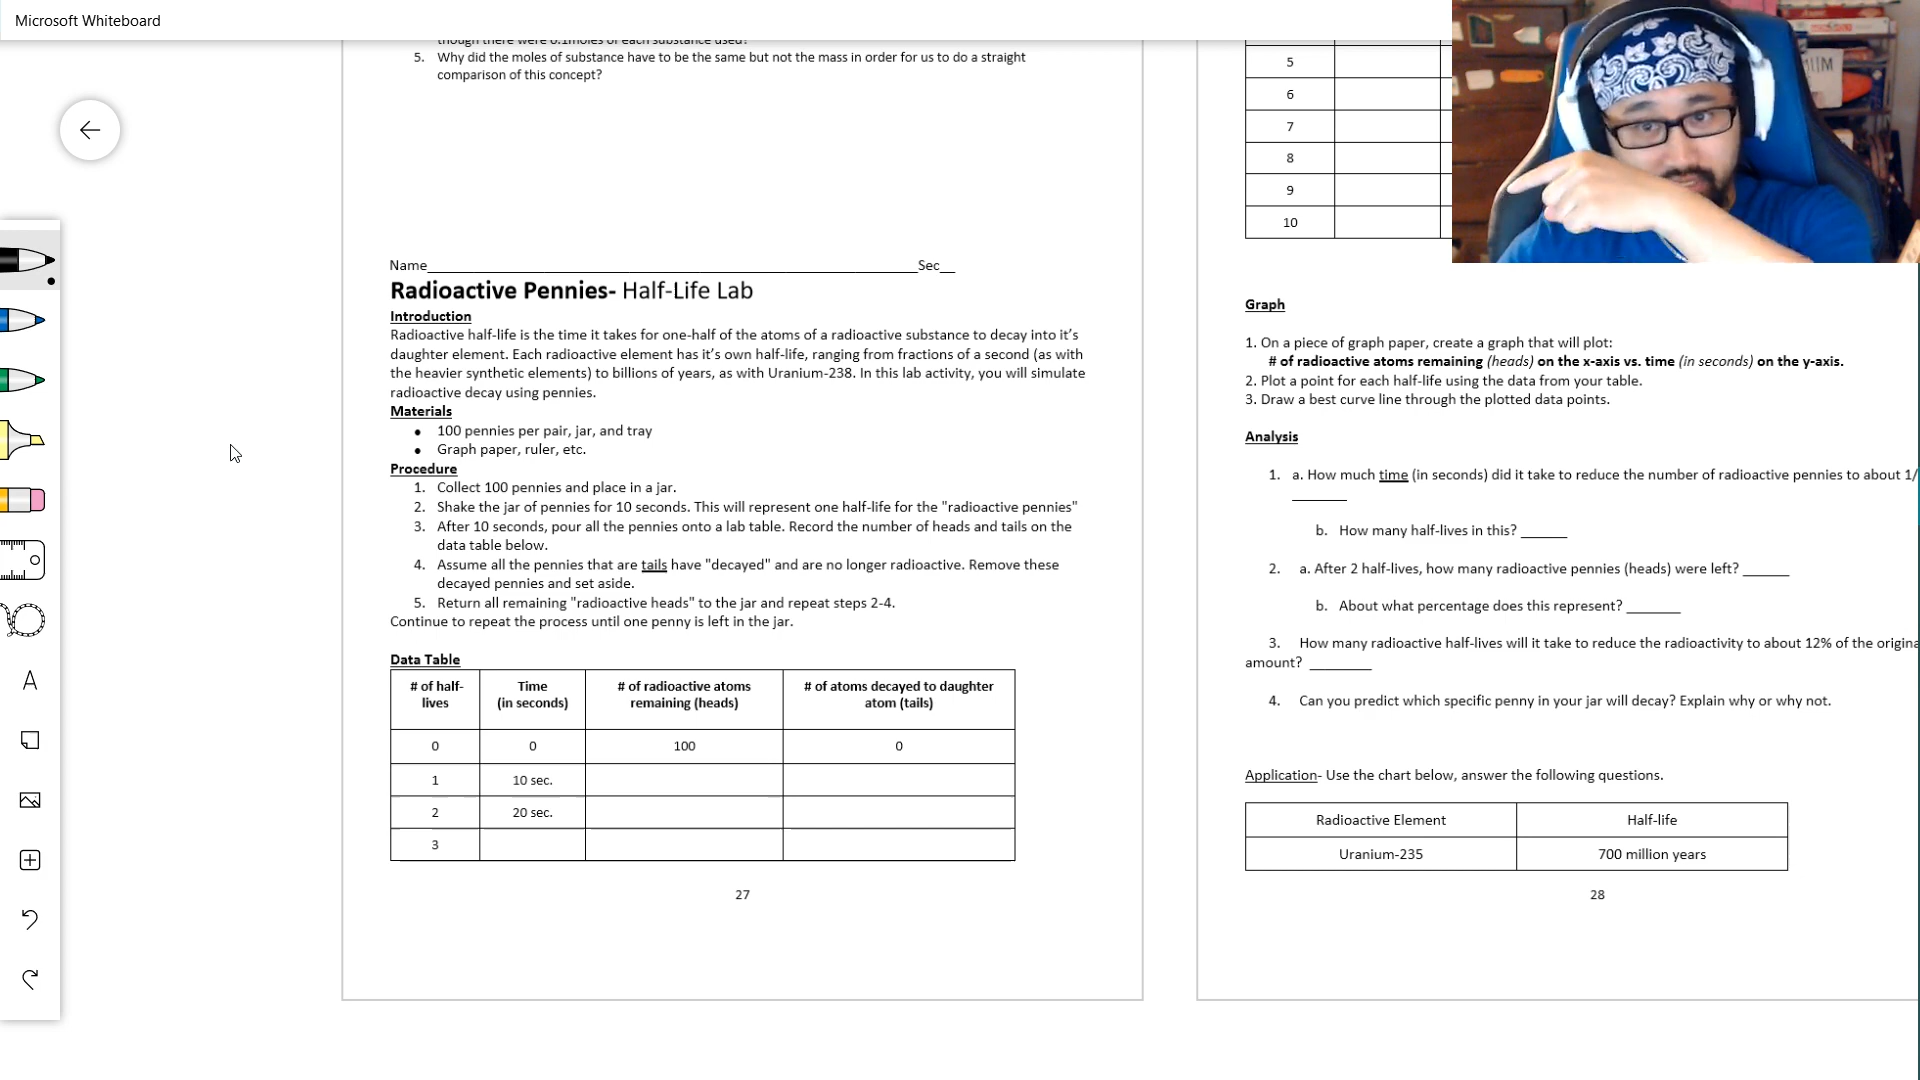 Microsoft Whiteboard
though there were 0.1moles of each substance used?
5. Why did the moles of substance have to be the same but not the mass in order for us to do a straight
comparison of this concept?
Name Sec
Radioactive Pennies- Half-Life Lab
Introduction
Radioactive half-life is the time it takes for one-half of the atoms of a radioactive substance to decay into it’s
daughter element. Each radioactive element has it’s own half-life, ranging from fractions of a second (as with
the heavier synthetic elements) to billions of years, as with Uranium-238. In this lab activity, you will simulate
radioactive decay using pennies.
Materials
• 100 pennies per pair, jar, and tray
• Graph paper, ruler, etc.
Procedure
1. Collect 100 pennies and place in a jar.
2. Shake the jar of pennies for 10 seconds. This will represent one half-life for the "radioactive pennies"
3. After 10 seconds, pour all the pennies onto a lab table. Record the number of heads and tails on the
data table below.
4. Assume all the pennies that are tails have "decayed" and are no longer radioactive. Remove these
decayed pennies and set aside.
5. Return all remaining "radioactive heads" to the jar and repeat steps 2-4.
Continue to repeat the process until one penny is left in the jar.
Data Table
# of half- Time # of radioactive atoms # of atoms decayed to daughter
lives (in seconds) remaining (heads) atom (tails)
0 0 100 0
1 10 sec.
2 20 sec.
3
27
5
6
7
8
9
10
Graph
1. On a piece of graph paper, create a graph that will plot:
# of radioactive atoms remaining (heads) on the x-axis vs. time (in seconds) on the y-axis.
2. Plot a point for each half-life using the data from your table.
3. Draw a best curve line through the plotted data points.
Analysis
1. a. How much time (in seconds) did it take to reduce the number of radioactive pennies to about 1/
b. How many half-lives in this? ______
2. a. After 2 half-lives, how many radioactive pennies (heads) were left? ______
b. About what percentage does this represent? _______
3. How many radioactive half-lives will it take to reduce the radioactivity to about 12% of the origina
amount? ________
4. Can you predict which specific penny in your jar will decay? Explain why or why not.
Application- Use the chart below, answer the following questions.
Radioactive Element Half-life
Uranium-235 700 million years
28